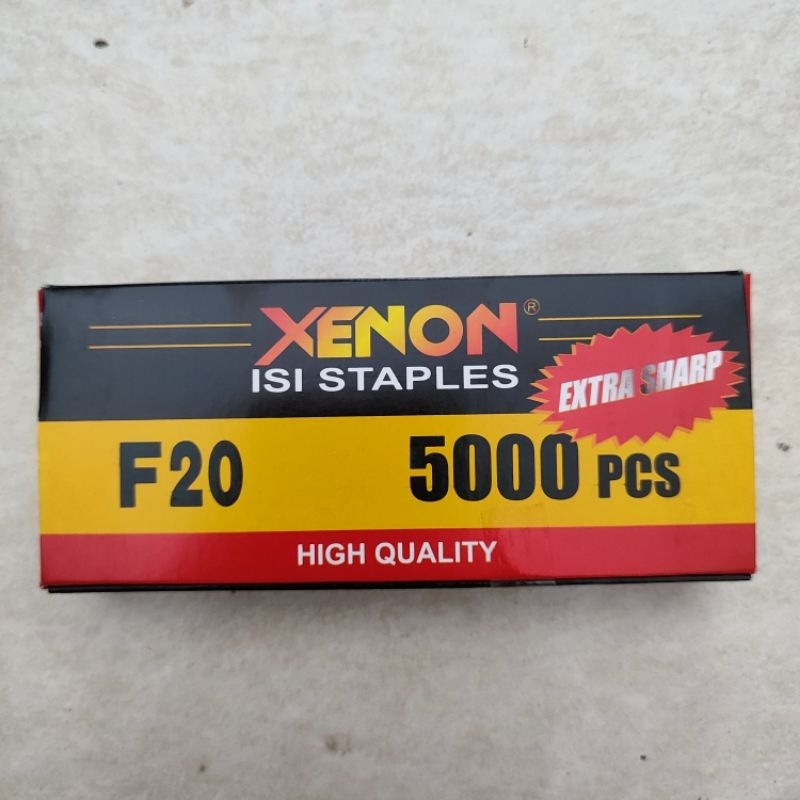 XENON®
ISI STAPLES
EXTRA SHARP
F20
5000 PCS
HIGH QUALITY